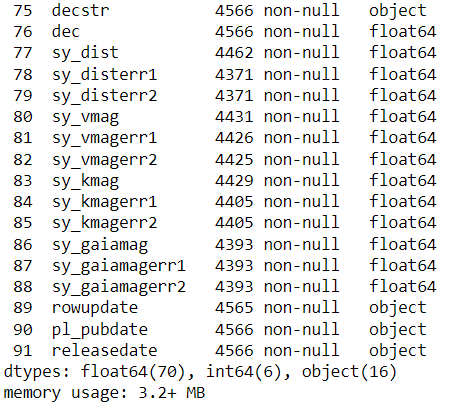 75 decstr 4566 non-null object
76 dec 4566 non-null float64
77 sy_dist 4462 non-null float64
78 sy_disterr1 4371 non-null float64
79 sy_disterr2 4371 non-null float64
80 sy_vmag 4431 non-null float64
81 sy_vmagerr1 4426 non-null float64
82 sy_vmagerr2 4425 non-null float64
83 sy_kmag 4429 non-null float64
84 sy_kmagerr1 4405 non-null float64
85 sy_kmagerr2 4405 non-null float64
86 sy_gaiamag 4393 non-null float64
87 sy_gaiamagerr1 4393 non-null float64
88 sy_gaiamagerr2 4393 non-null float64
89 rowupdate 4565 non-null object
90 pl_pubdate 4566 non-null object
91 releasedate 4566 non-null object
dtypes: float64(70), int64(6), object(16)
memory usage: 3.2+ MB